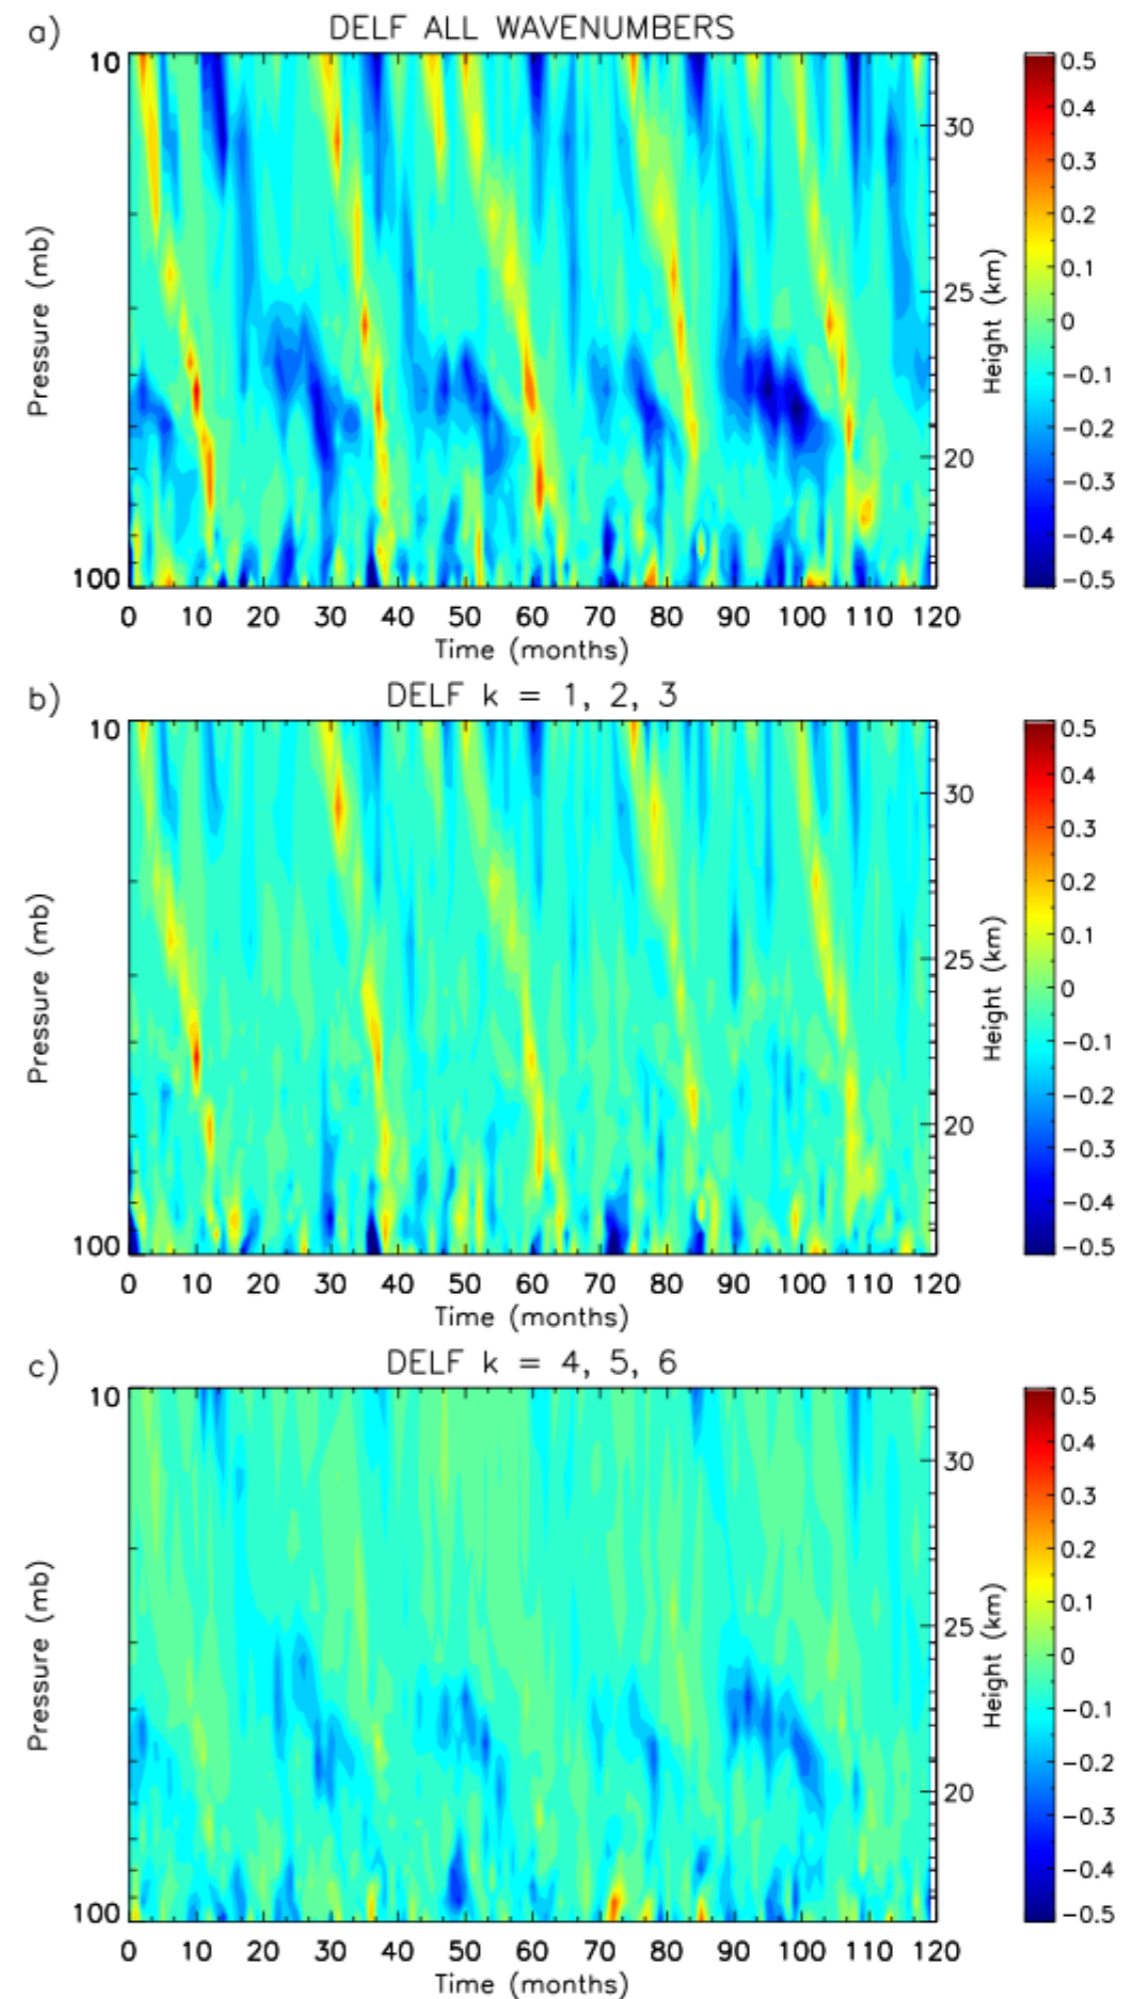 a)
DELF ALL WAVENUMBERS
10
100
Pressure (mb)
30
25
20
Height (km)
0 10 20 30 40 50 60 70 80 90 100 110 120
Time (months)
0.5
0.4
0.3
0.2
0.1
0
−0.1
−0.2
−0.3
−0.4
−0.5
b)
DELF k = 1, 2, 3
10
100
Pressure (mb)
30
25
20
Height (km)
0 10 20 30 40 50 60 70 80 90 100 110 120
Time (months)
0.5
0.4
0.3
0.2
0.1
0
−0.1
−0.2
−0.3
−0.4
−0.5
c)
DELF k = 4, 5, 6
10
100
Pressure (mb)
30
25
20
Height (km)
0 10 20 30 40 50 60 70 80 90 100 110 120
Time (months)
0.5
0.4
0.3
0.2
0.1
0
−0.1
−0.2
−0.3
−0.4
−0.5